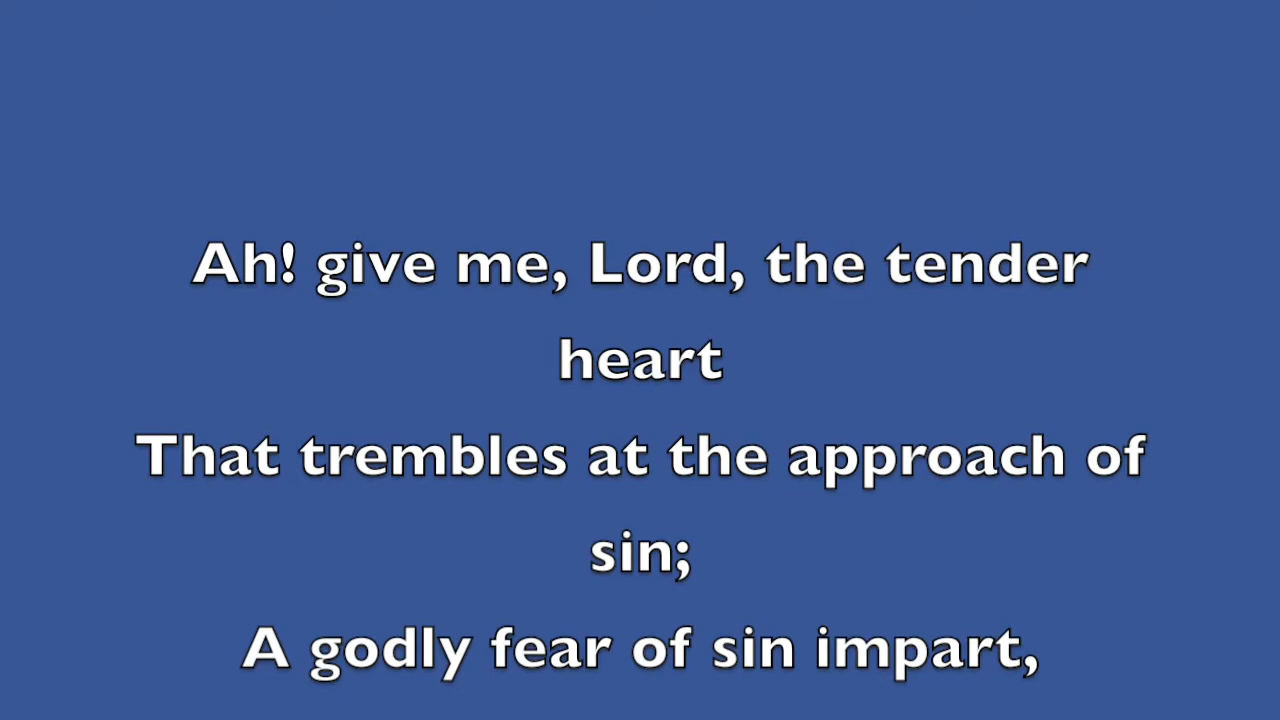 Ah! give me, Lord, the tender
heart
That trembles at the approach of
sin;
A godly fear of sin impart,